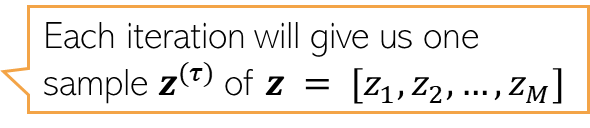 Each iteration will give us one
sample 𝒛⁽𝜏⁾ of 𝒛 = [𝑧₁, 𝑧₂, …, 𝑧_M]